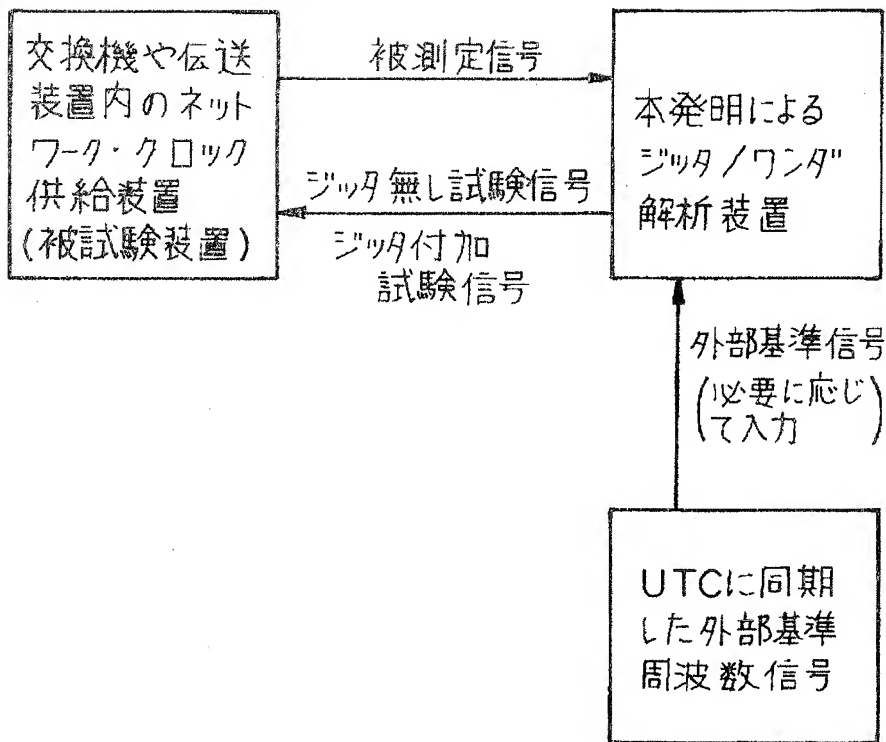 交換機や伝送
装置内のネット
ワーク・クロック
供給装置
(被試験装置)
被測定信号
ジッタ無し試験信号
ジッタ付加
試験信号
本発明による
ジッタ/ワンダ
解析装置
外部基準信号
(必要に応じ
て入力)
UTCに同期
した外部基準
周波数信号